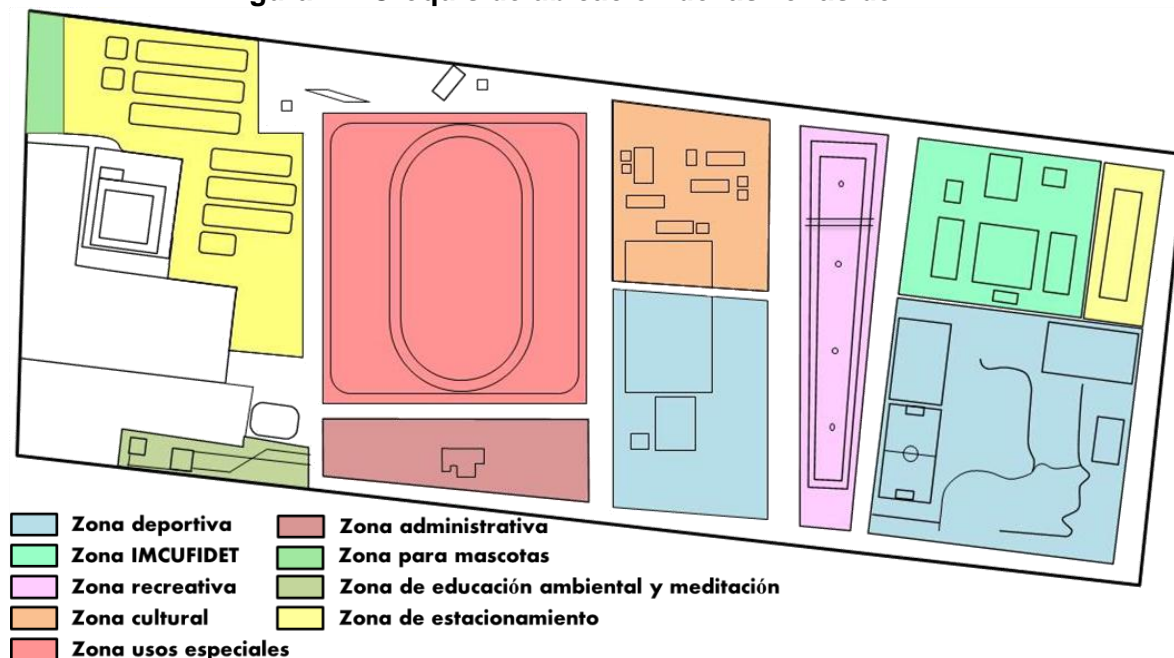 Zona deportiva
Zona IMCUFIDET
Zona recreativa
Zona cultural
Zona usos especiales
Zona administrativa
Zona para mascotas
Zona de educación ambiental y meditación
Zona de estacionamiento